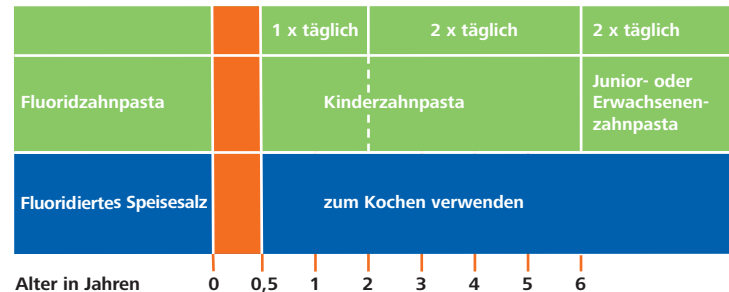 1 x täglich 2 x täglich 2 x täglich
Fluoridzahnpasta Kinderzahnpasta Junior- oder
Erwachsenen-
zahnpasta
Fluoridiertes Speisesalz zum Kochen verwenden
Alter in Jahren 0 0,5 1 2 3 4 5 6